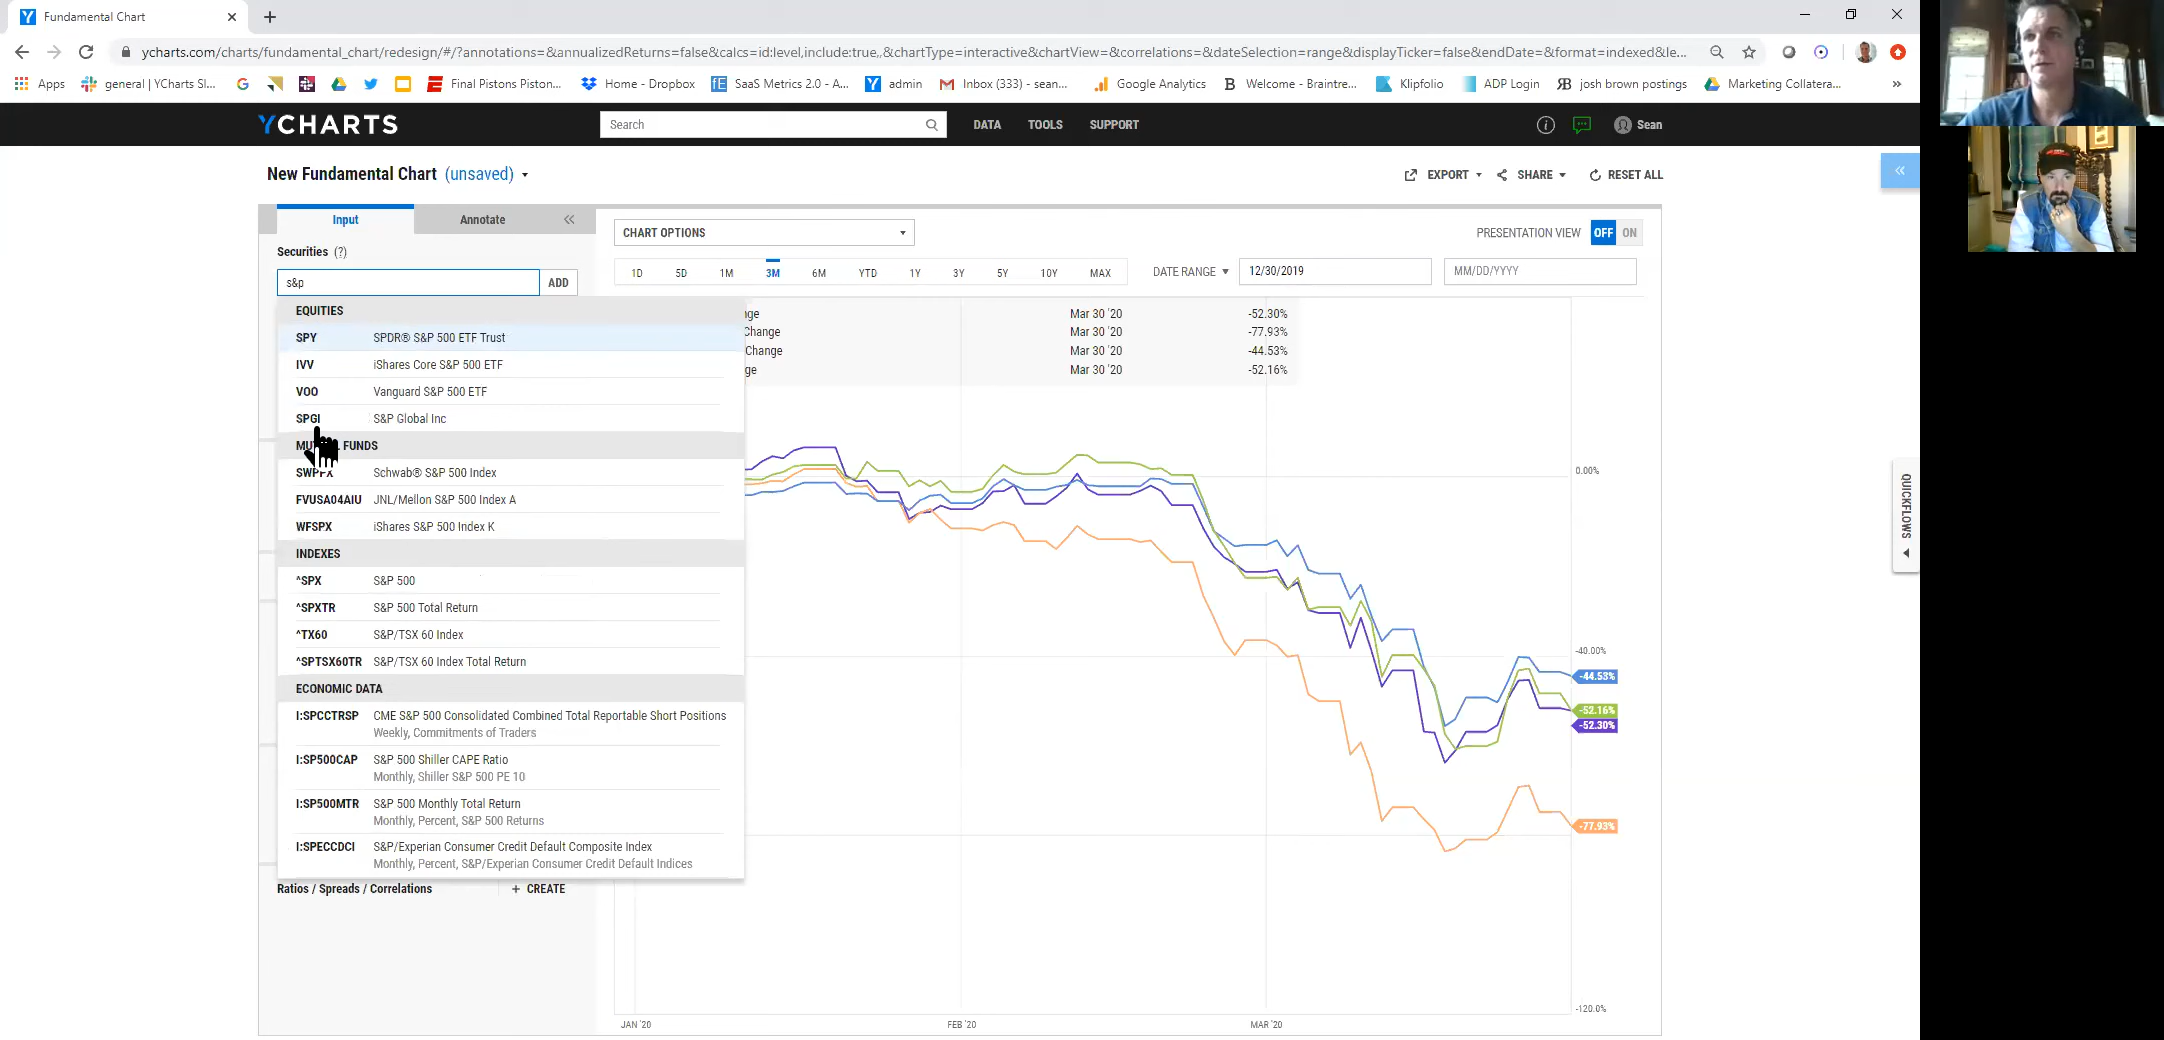 Fundamental Chart
ycharts.com/charts/fundamental_chart/redesign/#/?annotations=&annualizedReturns=false&calcs=id:level,include:true,,&chartType=interactive&chartView=&correlations=&dateSelection=range&displayTicker=false&endDate=&format=indexed&le...
Apps
general | YCharts Sl...
Final Pistons Piston...
Home - Dropbox
SaaS Metrics 2.0 - A...
admin
Inbox (333) - sean...
Google Analytics
Welcome - Braintre...
Klipfolio
ADP Login
josh brown postings
Marketing Collatera...
YCHARTS
Search
DATA
TOOLS
SUPPORT
Sean
New Fundamental Chart (unsaved)
EXPORT
SHARE
RESET ALL
Input
Annotate
CHART OPTIONS
PRESENTATION VIEW OFF ON
Securities (?)
s&p
ADD
1D 5D 1M 3M 6M YTD 1Y 3Y 5Y 10Y MAX
DATE RANGE
12/30/2019
MM/DD/YYYY
EQUITIES
SPY SPDR® S&P 500 ETF Trust
IVV iShares Core S&P 500 ETF
VOO Vanguard S&P 500 ETF
SPGI S&P Global Inc
FUNDS
Schwab® S&P 500 Index
FVUSA04AIU JNL/Mellon S&P 500 Index A
WFSPX iShares S&P 500 Index K
INDEXES
^SPX S&P 500
^SPXTR S&P 500 Total Return
^TX60 S&P/TSX 60 Index
^SPTSX60TR S&P/TSX 60 Index Total Return
ECONOMIC DATA
I:SPCCTRSP CME S&P 500 Consolidated Combined Total Reportable Short Positions
Weekly, Commitments of Traders
I:SP500CAP S&P 500 Shiller CAPE Ratio
Monthly, Shiller S&P 500 PE 10
I:SP500MTR S&P 500 Monthly Total Return
Monthly, Percent, S&P 500 Returns
I:SPECCDCI S&P/Experian Consumer Credit Default Composite Index
Monthly, Percent, S&P/Experian Consumer Credit Default Indices
Ratios / Spreads / Correlations
+ CREATE
nge Mar 30 '20 -52.30%
Change Mar 30 '20 -77.93%
Change Mar 30 '20 -44.53%
ge Mar 30 '20 -52.16%
0.00%
-40.00%
-44.53%
-52.16%
-52.30%
-77.93%
-120.0%
JAN '20
FEB '20
MAR '20
QUICKFLOWS